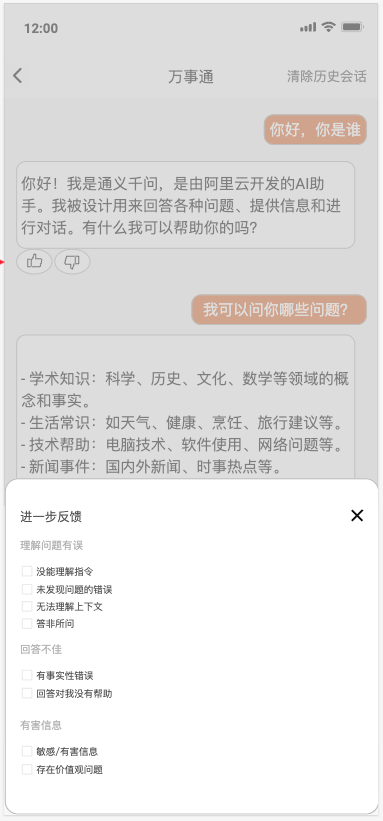 12:00
万事通
清除历史会话
你好，你是谁
你好！我是通义千问，是由阿里云开发的AI助
手。我被设计用来回答各种问题、提供信息和进
行对话。有什么我可以帮助你的吗？
我可以问你哪些问题？
- 学术知识：科学、历史、文化、数学等领域的概
念和事实。
- 生活常识：如天气、健康、烹饪、旅行建议等。
- 技术帮助：电脑技术、软件使用、网络问题等。
- 新闻事件：国内外新闻、时事热点等。
进一步反馈
理解问题有误
没能理解指令
未发现问题的错误
无法理解上下文
答非所问
回答不佳
有事实性错误
回答对我没有帮助
有害信息
敏感/有害信息
存在价值观问题